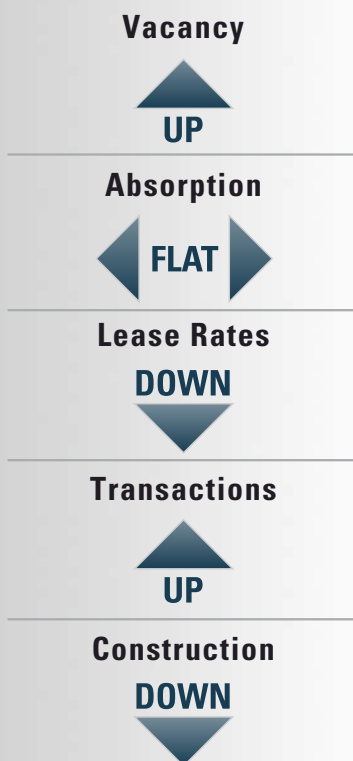 Vacancy
UP
Absorption
FLAT
Lease Rates
DOWN
Transactions
UP
Construction
DOWN